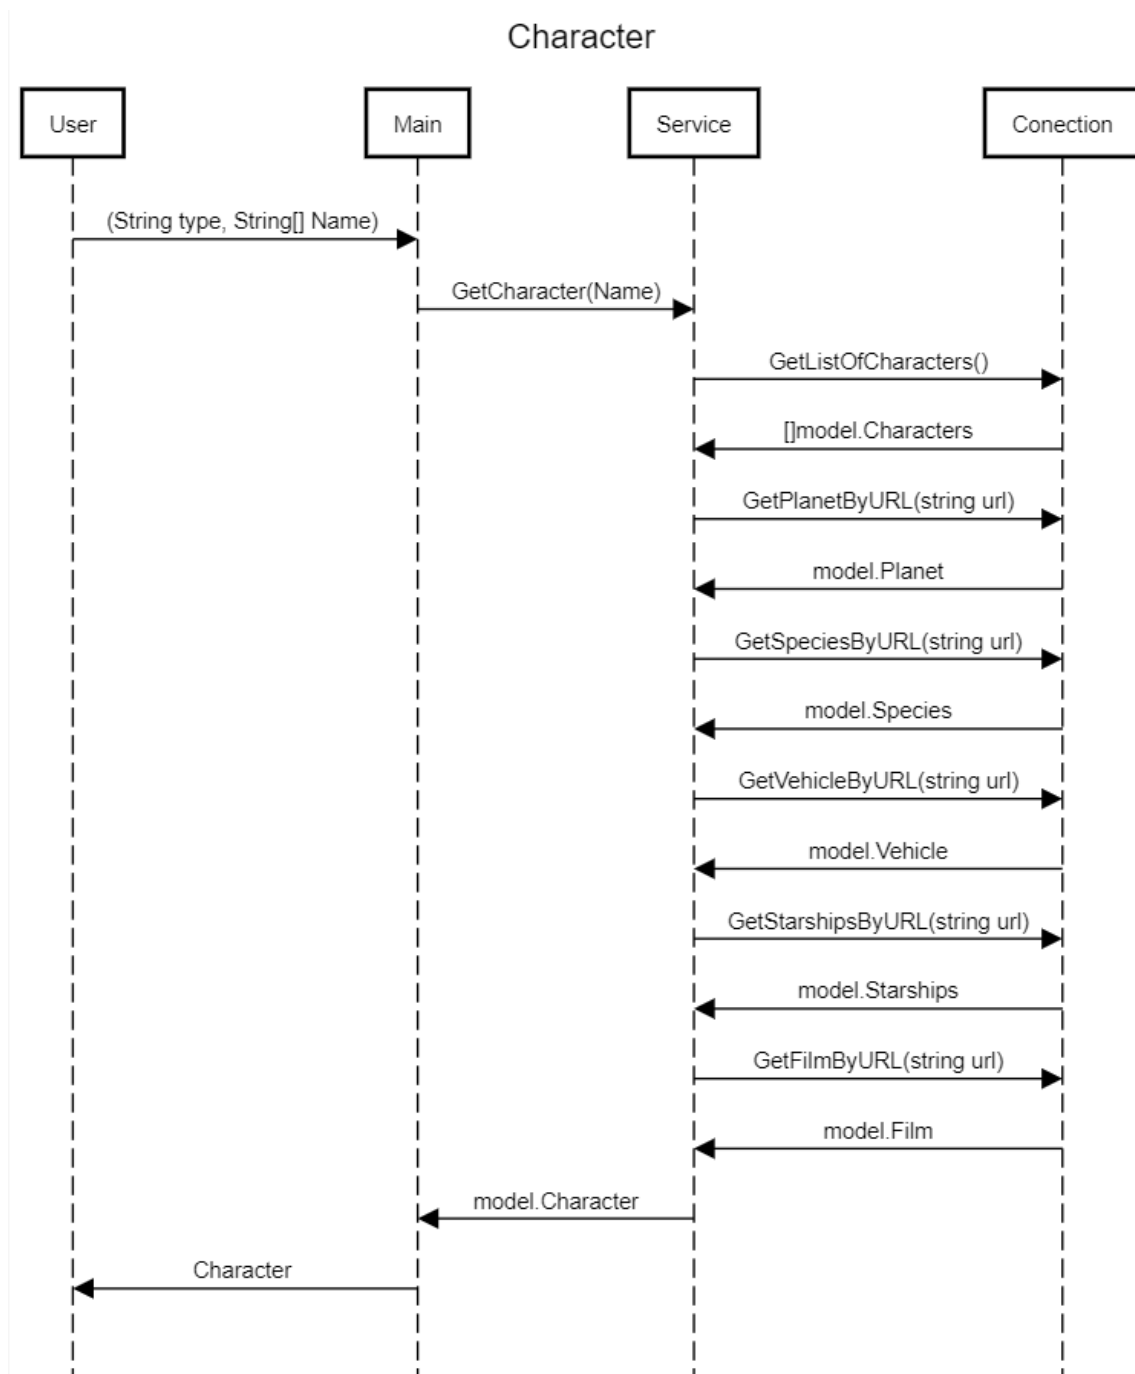 Character
User
Main
Service
Conection
(String type, String[] Name)
GetCharacter(Name)
GetListOfCharacters()
[]model.Characters
GetPlanetByURL(string url)
model.Planet
GetSpeciesByURL(string url)
model.Species
GetVehicleByURL(string url)
model.Vehicle
GetStarshipsByURL(string url)
model.Starships
GetFilmByURL(string url)
model.Film
model.Character
Character